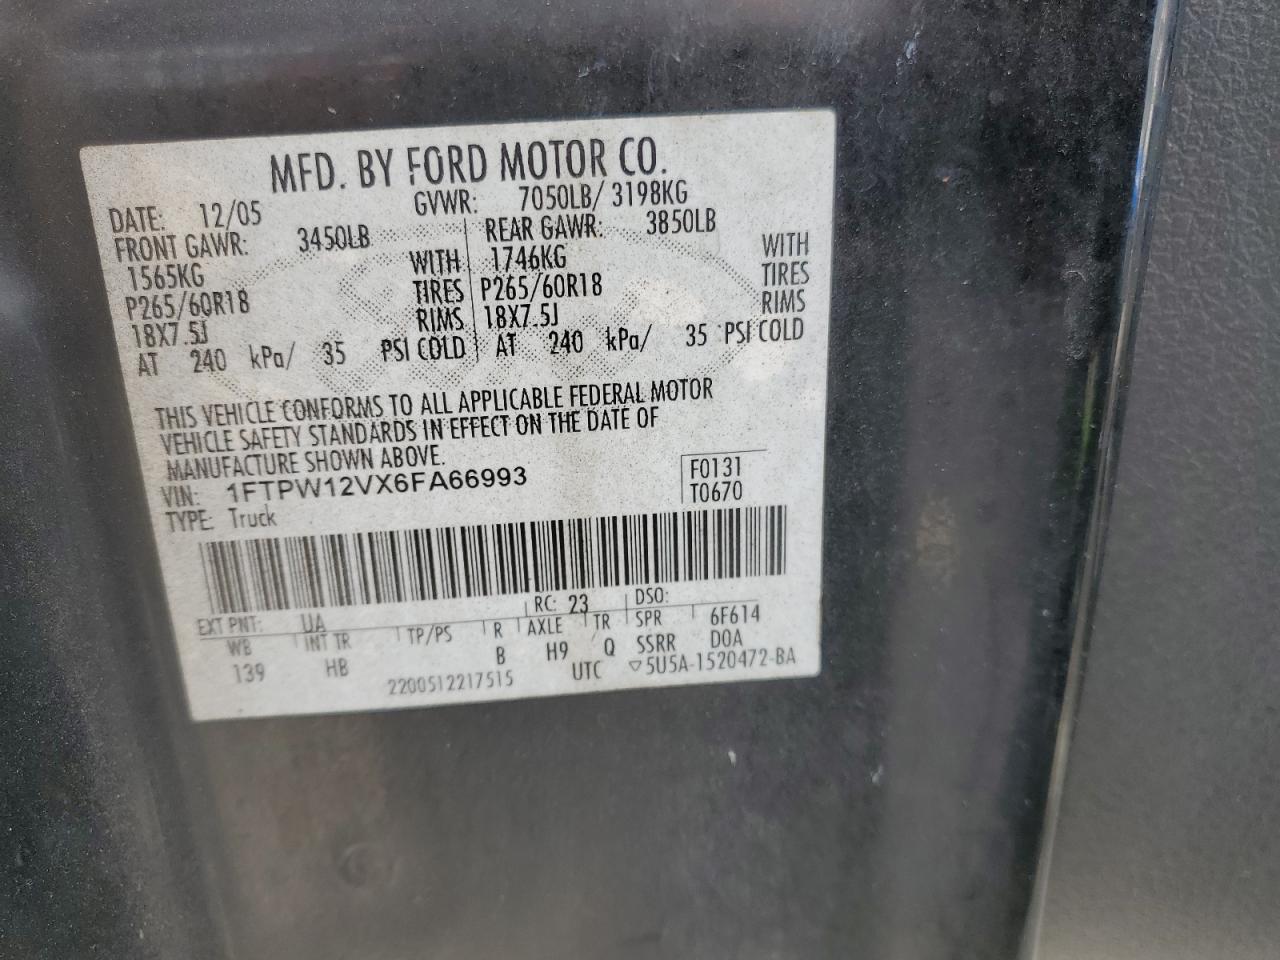 MFD. BY FORD MOTOR CO.
DATE: 12/05 GVWR: 7050LB/ 3198KG
FRONT GAWR: 3450LB REAR GAWR: 3850LB
1565KG WITH 1746KG WITH
P265/60R18 TIRES P265/60R18 TIRES
18X7.5J RIMS 18X7.5J RIMS
AT 240 kPa/ 35 PSI COLD AT 240 kPa/ 35 PSI COLD
THIS VEHICLE CONFORMS TO ALL APPLICABLE FEDERAL MOTOR
VEHICLE SAFETY STANDARDS IN EFFECT ON THE DATE OF
MANUFACTURE SHOWN ABOVE.
VIN: 1FTPW12VX6FA66993 F0131
TYPE: Truck T0670
EXT PNT: UA RC: 23 DSO:
WB INT TR TP/PS R AXLE TR SPR 6F614
139 HB B H9 Q SSRR D0A
2200512217515 UTC ▽5U5A-1520472-BA